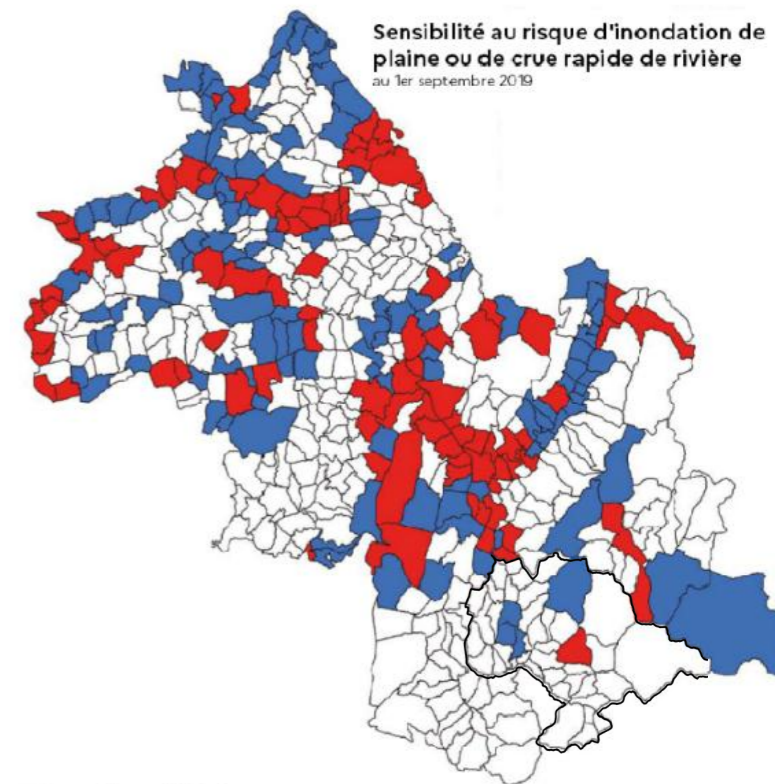 Sensibilité au risque d'inondation de
plaine ou de crue rapide de rivière
au 1er septembre 2019